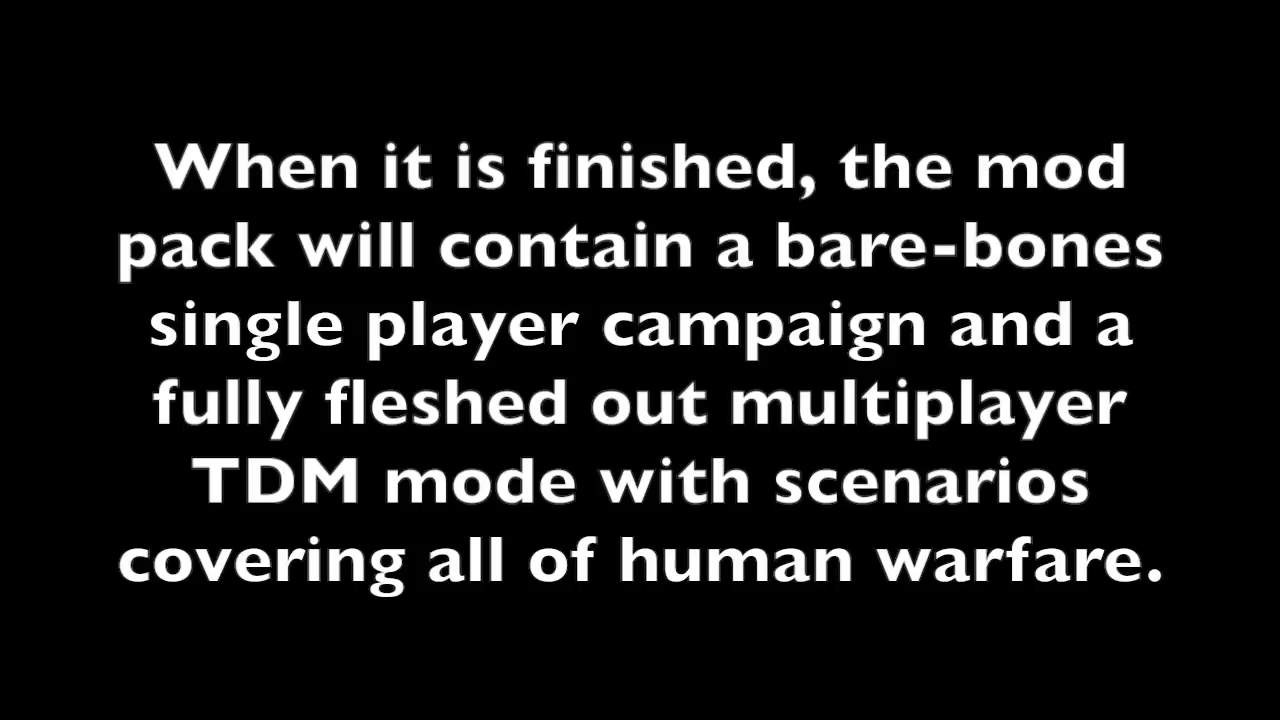 When it is finished, the mod
pack will contain a bare-bones
single player campaign and a
fully fleshed out multiplayer
TDM mode with scenarios
covering all of human warfare.